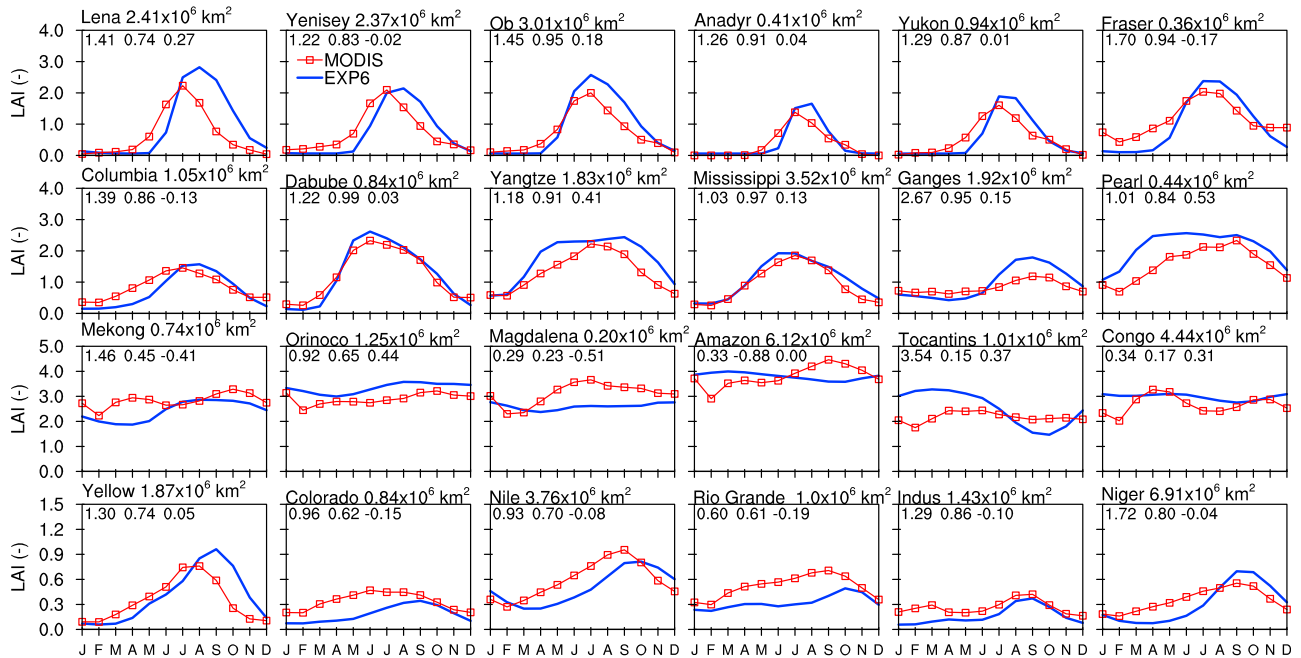 Lena 2.41x10⁶ km² Yenisey 2.37x10⁶ km² Ob 3.01x10⁶ km² Anadyr 0.41x10⁶ km² Yukon 0.94x10⁶ km² Fraser 0.36x10⁶ km²
4.0 1.41 0.74 0.27 1.22 0.83 -0.02 1.45 0.95 0.18 1.26 0.91 0.04 1.29 0.87 0.01 1.70 0.94 -0.17
MODIS
3.0
EXP6
LAI (-)
2.0
1.0
0.0
Columbia 1.05x10⁶ km² Dabube 0.84x10⁶ km² Yangtze 1.83x10⁶ km² Mississippi 3.52x10⁶ km² Ganges 1.92x10⁶ km² Pearl 0.44x10⁶ km²
4.0 1.39 0.86 -0.13 1.22 0.99 0.03 1.18 0.91 0.41 1.03 0.97 0.13 2.67 0.95 0.15 1.01 0.84 0.53
3.0
LAI (-)
2.0
1.0
0.0
Mekong 0.74x10⁶ km² Orinoco 1.25x10⁶ km² Magdalena 0.20x10⁶ km² Amazon 6.12x10⁶ km² Tocantins 1.01x10⁶ km² Congo 4.44x10⁶ km²
5.0 1.46 0.45 -0.41 0.92 0.65 0.44 0.29 0.23 -0.51 0.33 -0.88 0.00 3.54 0.15 0.37 0.34 0.17 0.31
4.0
3.0
LAI (-)
2.0
1.0
0.0
Yellow 1.87x10⁶ km² Colorado 0.84x10⁶ km² Nile 3.76x10⁶ km² Rio Grande 1.0x10⁶ km² Indus 1.43x10⁶ km² Niger 6.91x10⁶ km²
1.5 1.30 0.74 0.05 0.96 0.62 -0.15 0.93 0.70 -0.08 0.60 0.61 -0.19 1.29 0.86 -0.10 1.72 0.80 -0.04
1.2
0.9
LAI (-)
0.6
0.3
0.0
J F M A M J J A S O N D J F M A M J J A S O N D J F M A M J J A S O N D J F M A M J J A S O N D J F M A M J J A S O N D J F M A M J J A S O N D